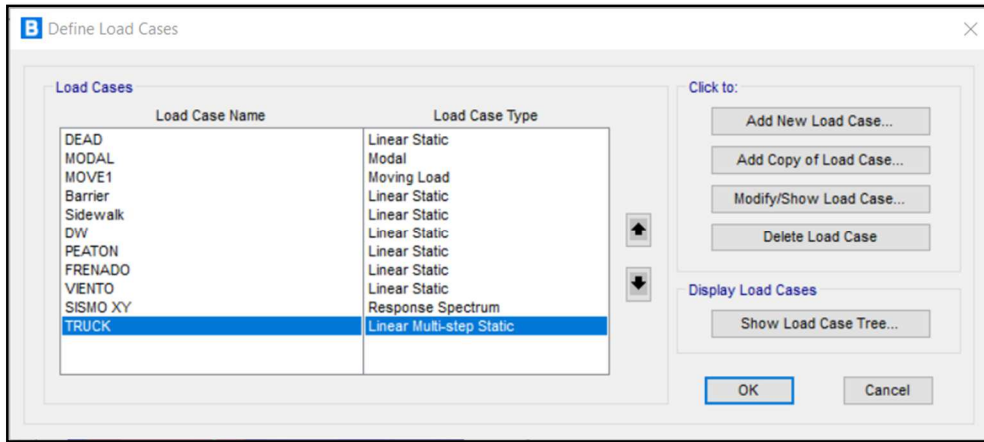 B Define Load Cases
Load Cases
Load Case Name Load Case Type
DEAD Linear Static
MODAL Modal
MOVE1 Moving Load
Barrier Linear Static
Sidewalk Linear Static
DW Linear Static
PEATON Linear Static
FRENADO Linear Static
VIENTO Linear Static
SISMO XY Response Spectrum
TRUCK Linear Multi-step Static
Click to:
Add New Load Case...
Add Copy of Load Case...
Modify/Show Load Case...
Delete Load Case
Display Load Cases
Show Load Case Tree...
OK Cancel